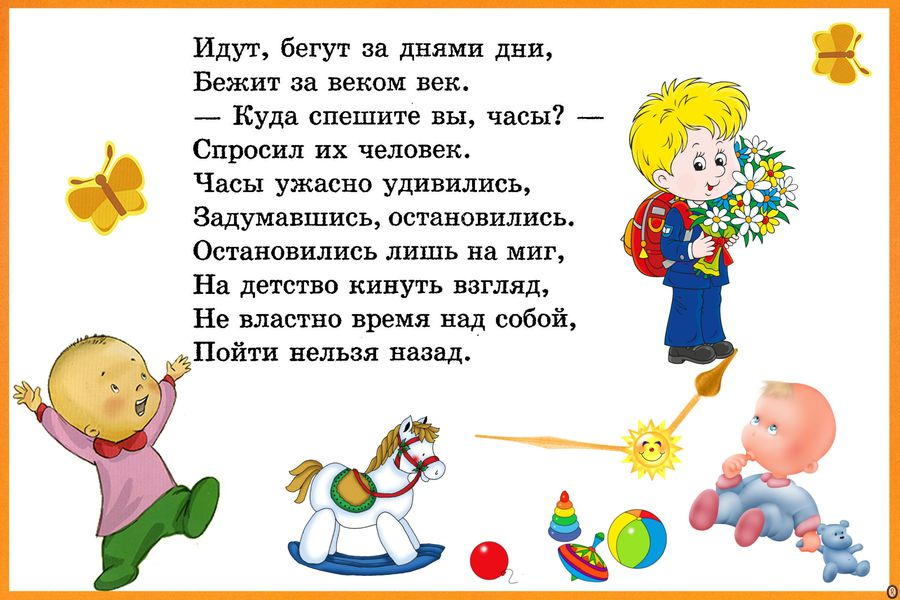 Идут, бегут за днями дни,
Бежит за веком век.
— Куда спешите вы, часы? —
Спросил их человек.
Часы ужасно удивились,
Задумавшись, остановились.
Остановились лишь на миг,
На детство кинуть взгляд,
Не властно время над собой,
Пойти нельзя назад.